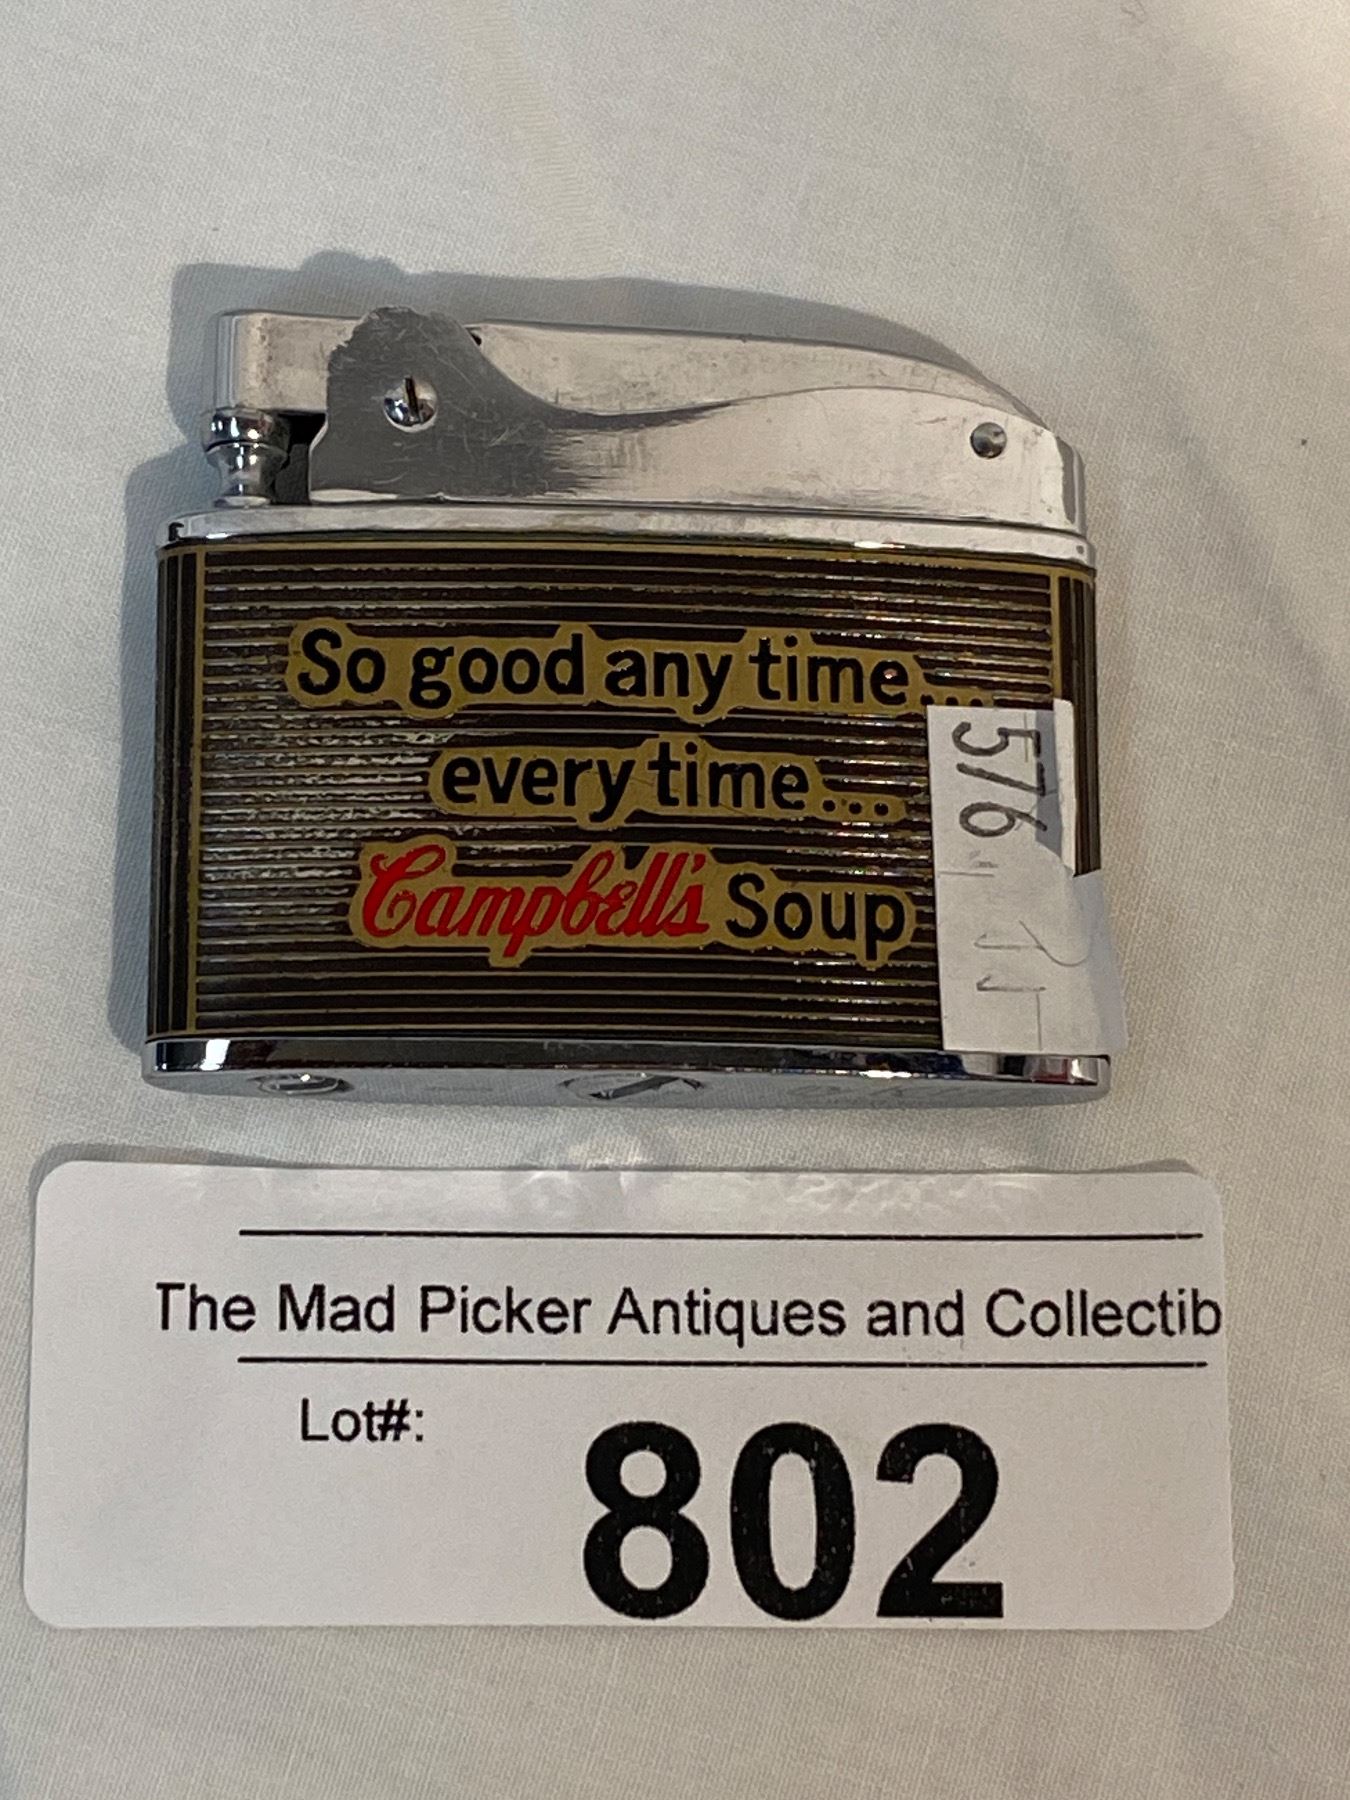 So good any time...
every time...
Campbell's Soup
576
The Mad Picker Antiques and Collectib
Lot#:
802